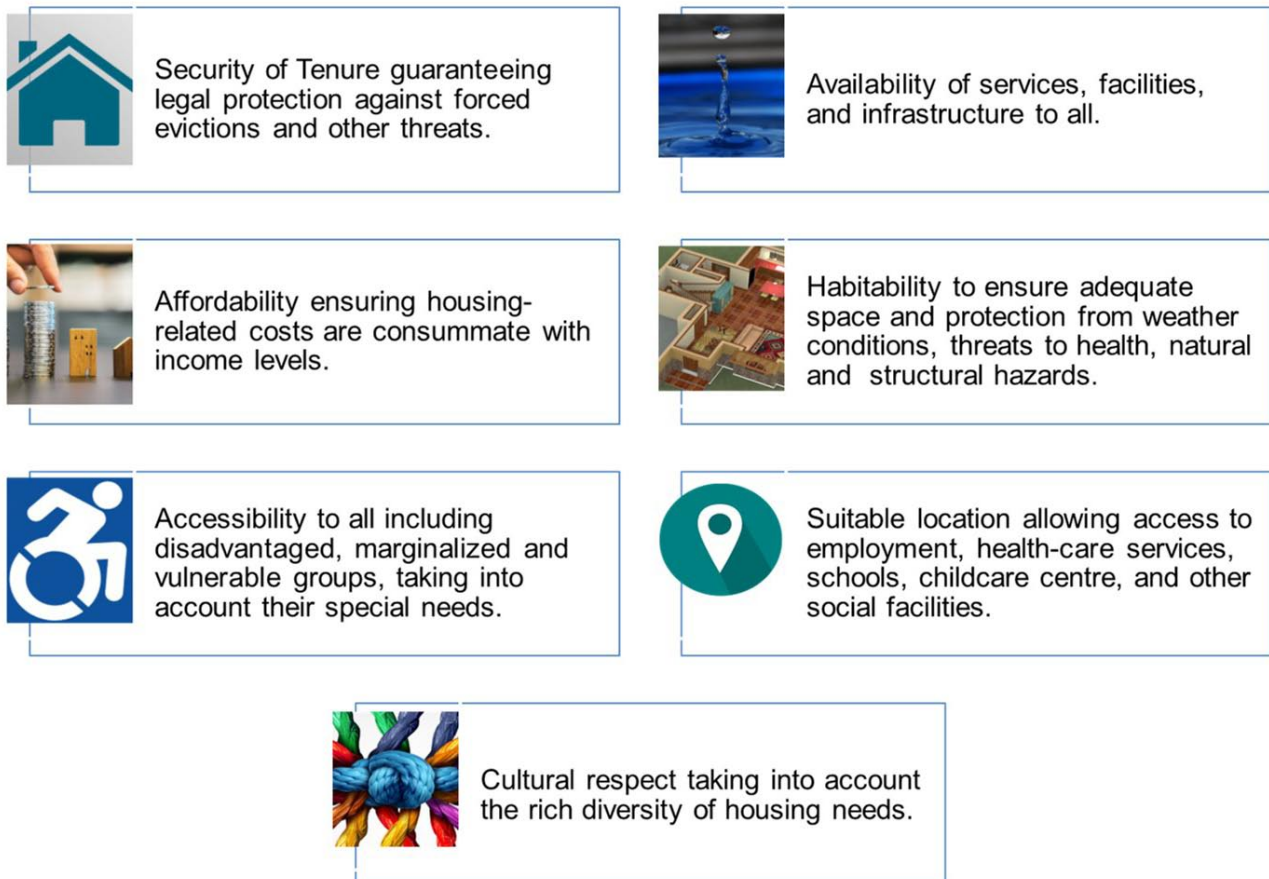 Security of Tenure guaranteeing
legal protection against forced
evictions and other threats.
Availability of services, facilities,
and infrastructure to all.
Affordability ensuring housing-
related costs are consummate with
income levels.
Habitability to ensure adequate
space and protection from weather
conditions, threats to health, natural
and structural hazards.
Accessibility to all including
disadvantaged, marginalized and
vulnerable groups, taking into
account their special needs.
Suitable location allowing access to
employment, health-care services,
schools, childcare centre, and other
social facilities.
Cultural respect taking into account
the rich diversity of housing needs.